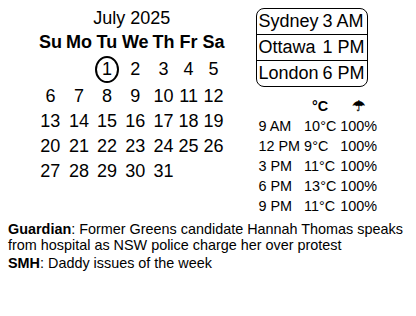 July 2025
Su Mo Tu We Th Fr Sa
1 2 3 4 5
6 7 8 9 10 11 12
13 14 15 16 17 18 19
20 21 22 23 24 25 26
27 28 29 30 31
Sydney 3 AM
Ottawa 1 PM
London 6 PM
°C ☂
9 AM 10°C 100%
12 PM 9°C 100%
3 PM 11°C 100%
6 PM 13°C 100%
9 PM 11°C 100%
Guardian: Former Greens candidate Hannah Thomas speaks
from hospital as NSW police charge her over protest
SMH: Daddy issues of the week